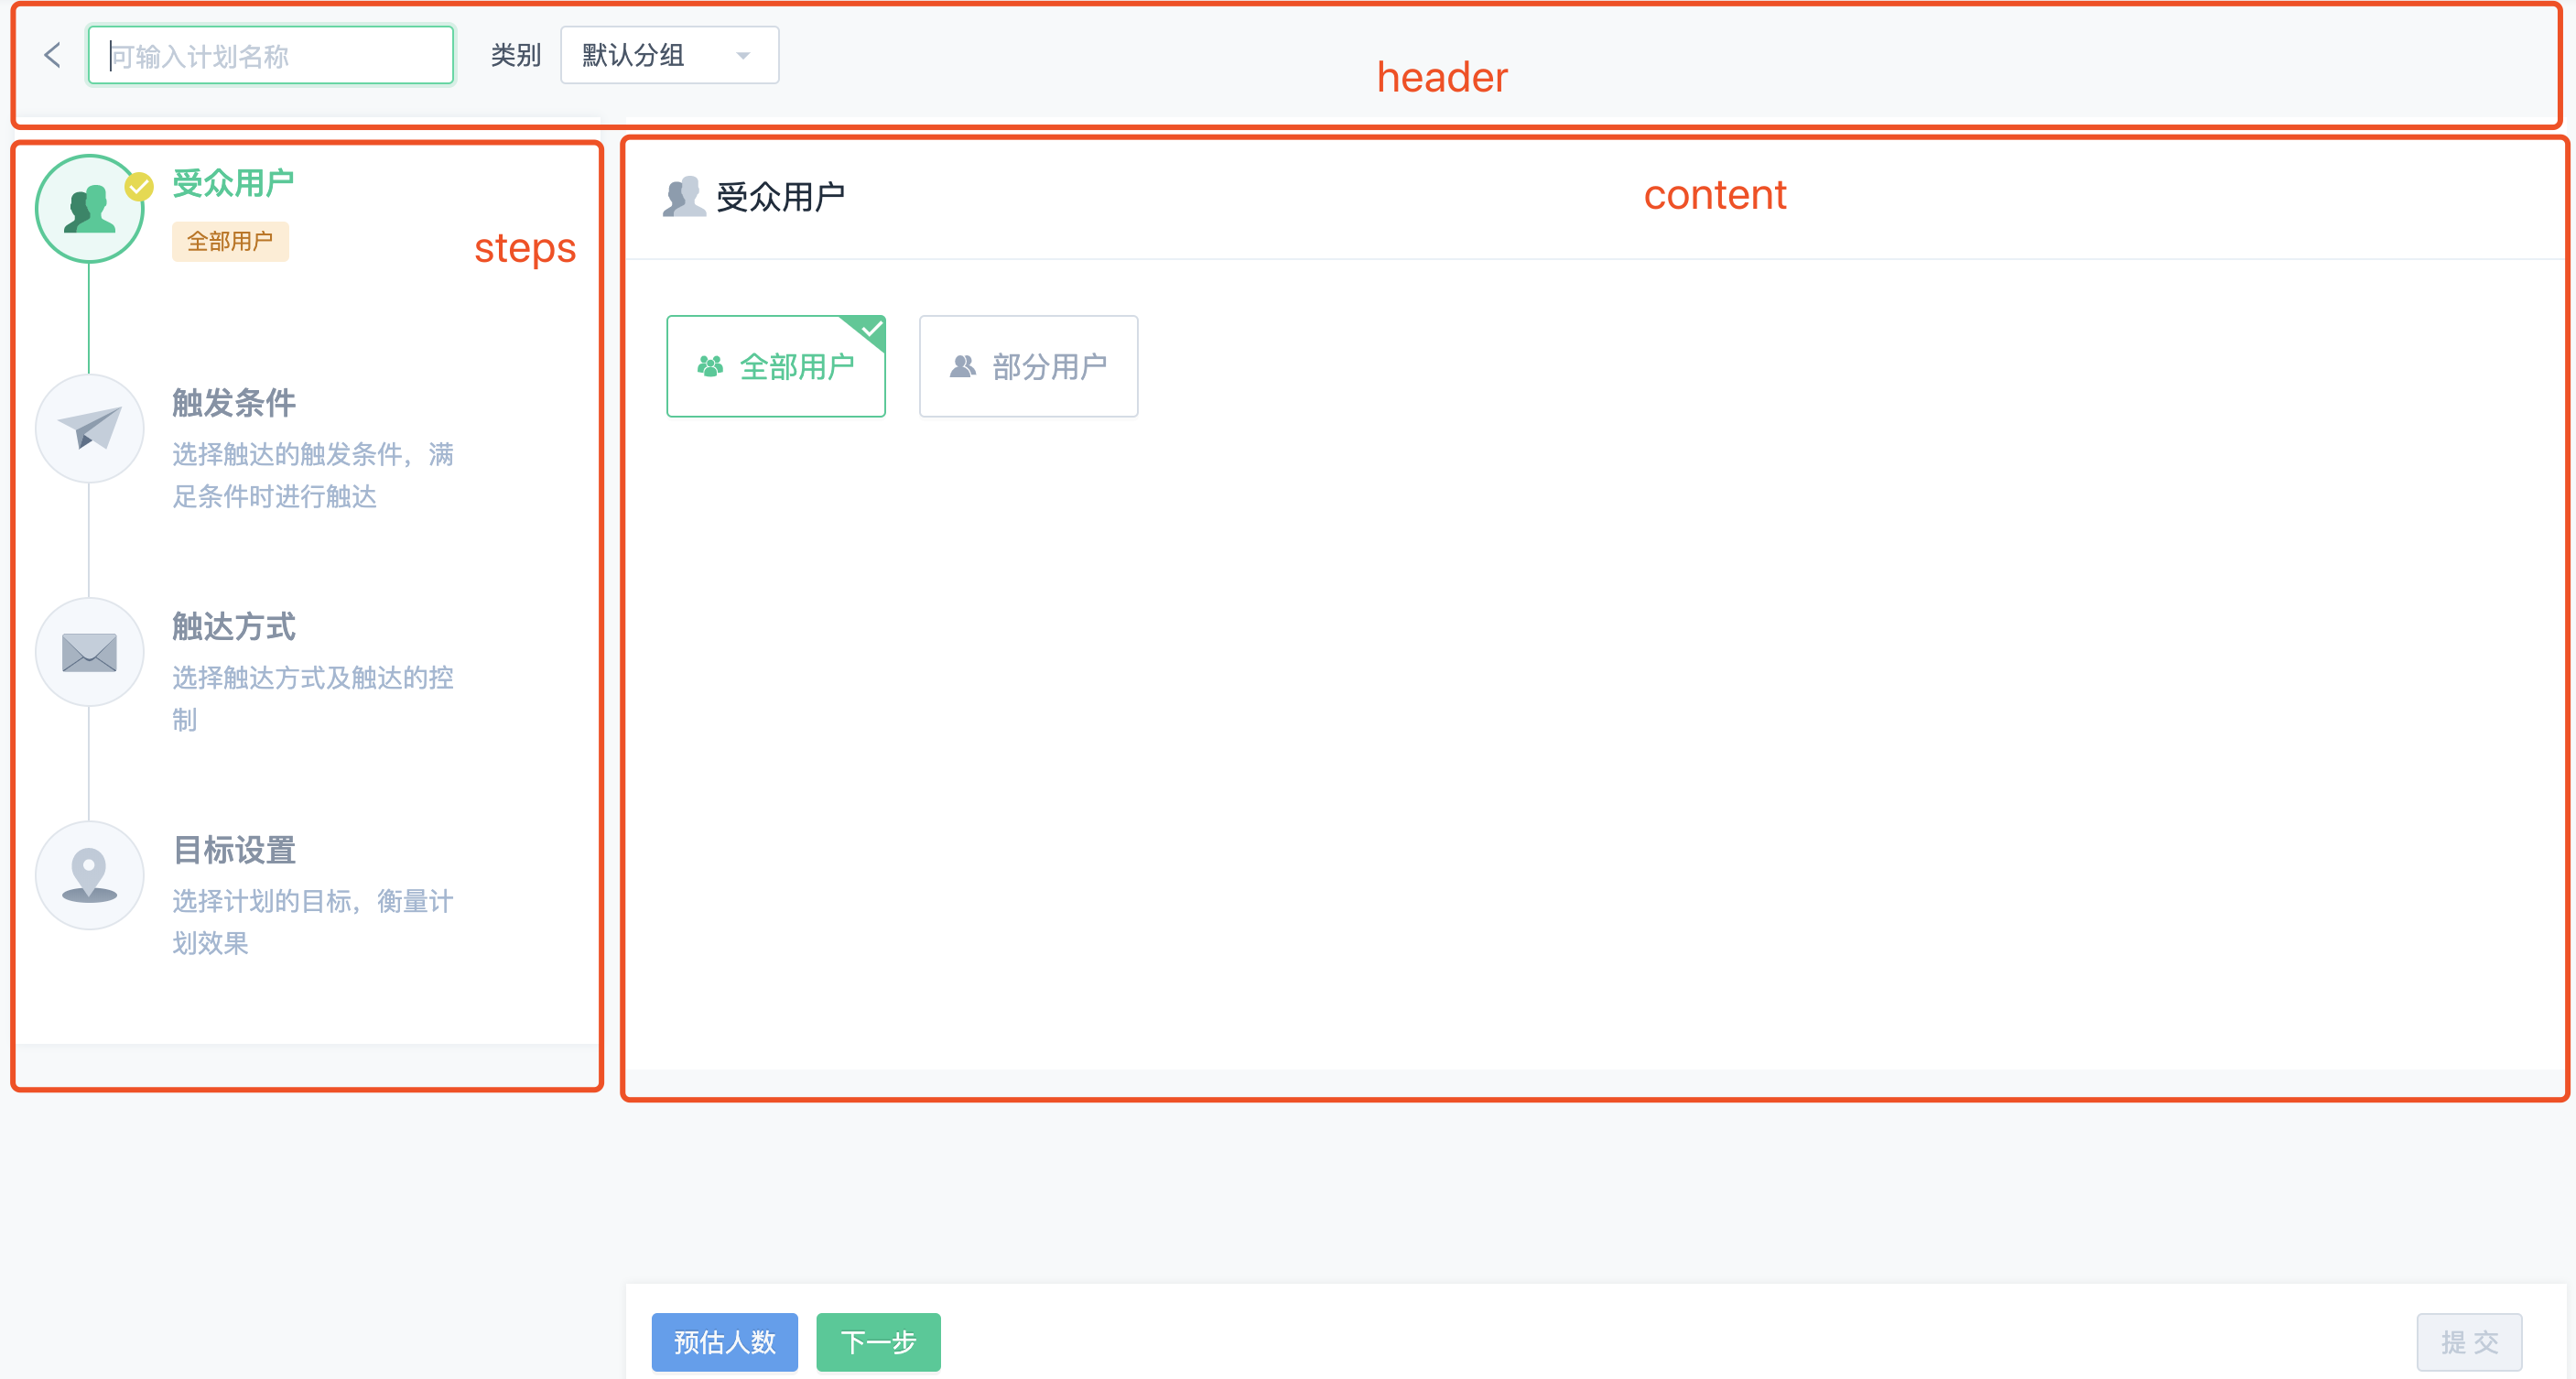 可输入计划名称
类别
默认分组
header
受众用户
全部用户
steps
触发条件
选择触达的触发条件，满
足条件时进行触达
触达方式
选择触达方式及触达的控
制
目标设置
选择计划的目标，衡量计
划效果
受众用户
content
全部用户
部分用户
预估人数
下一步
提 交